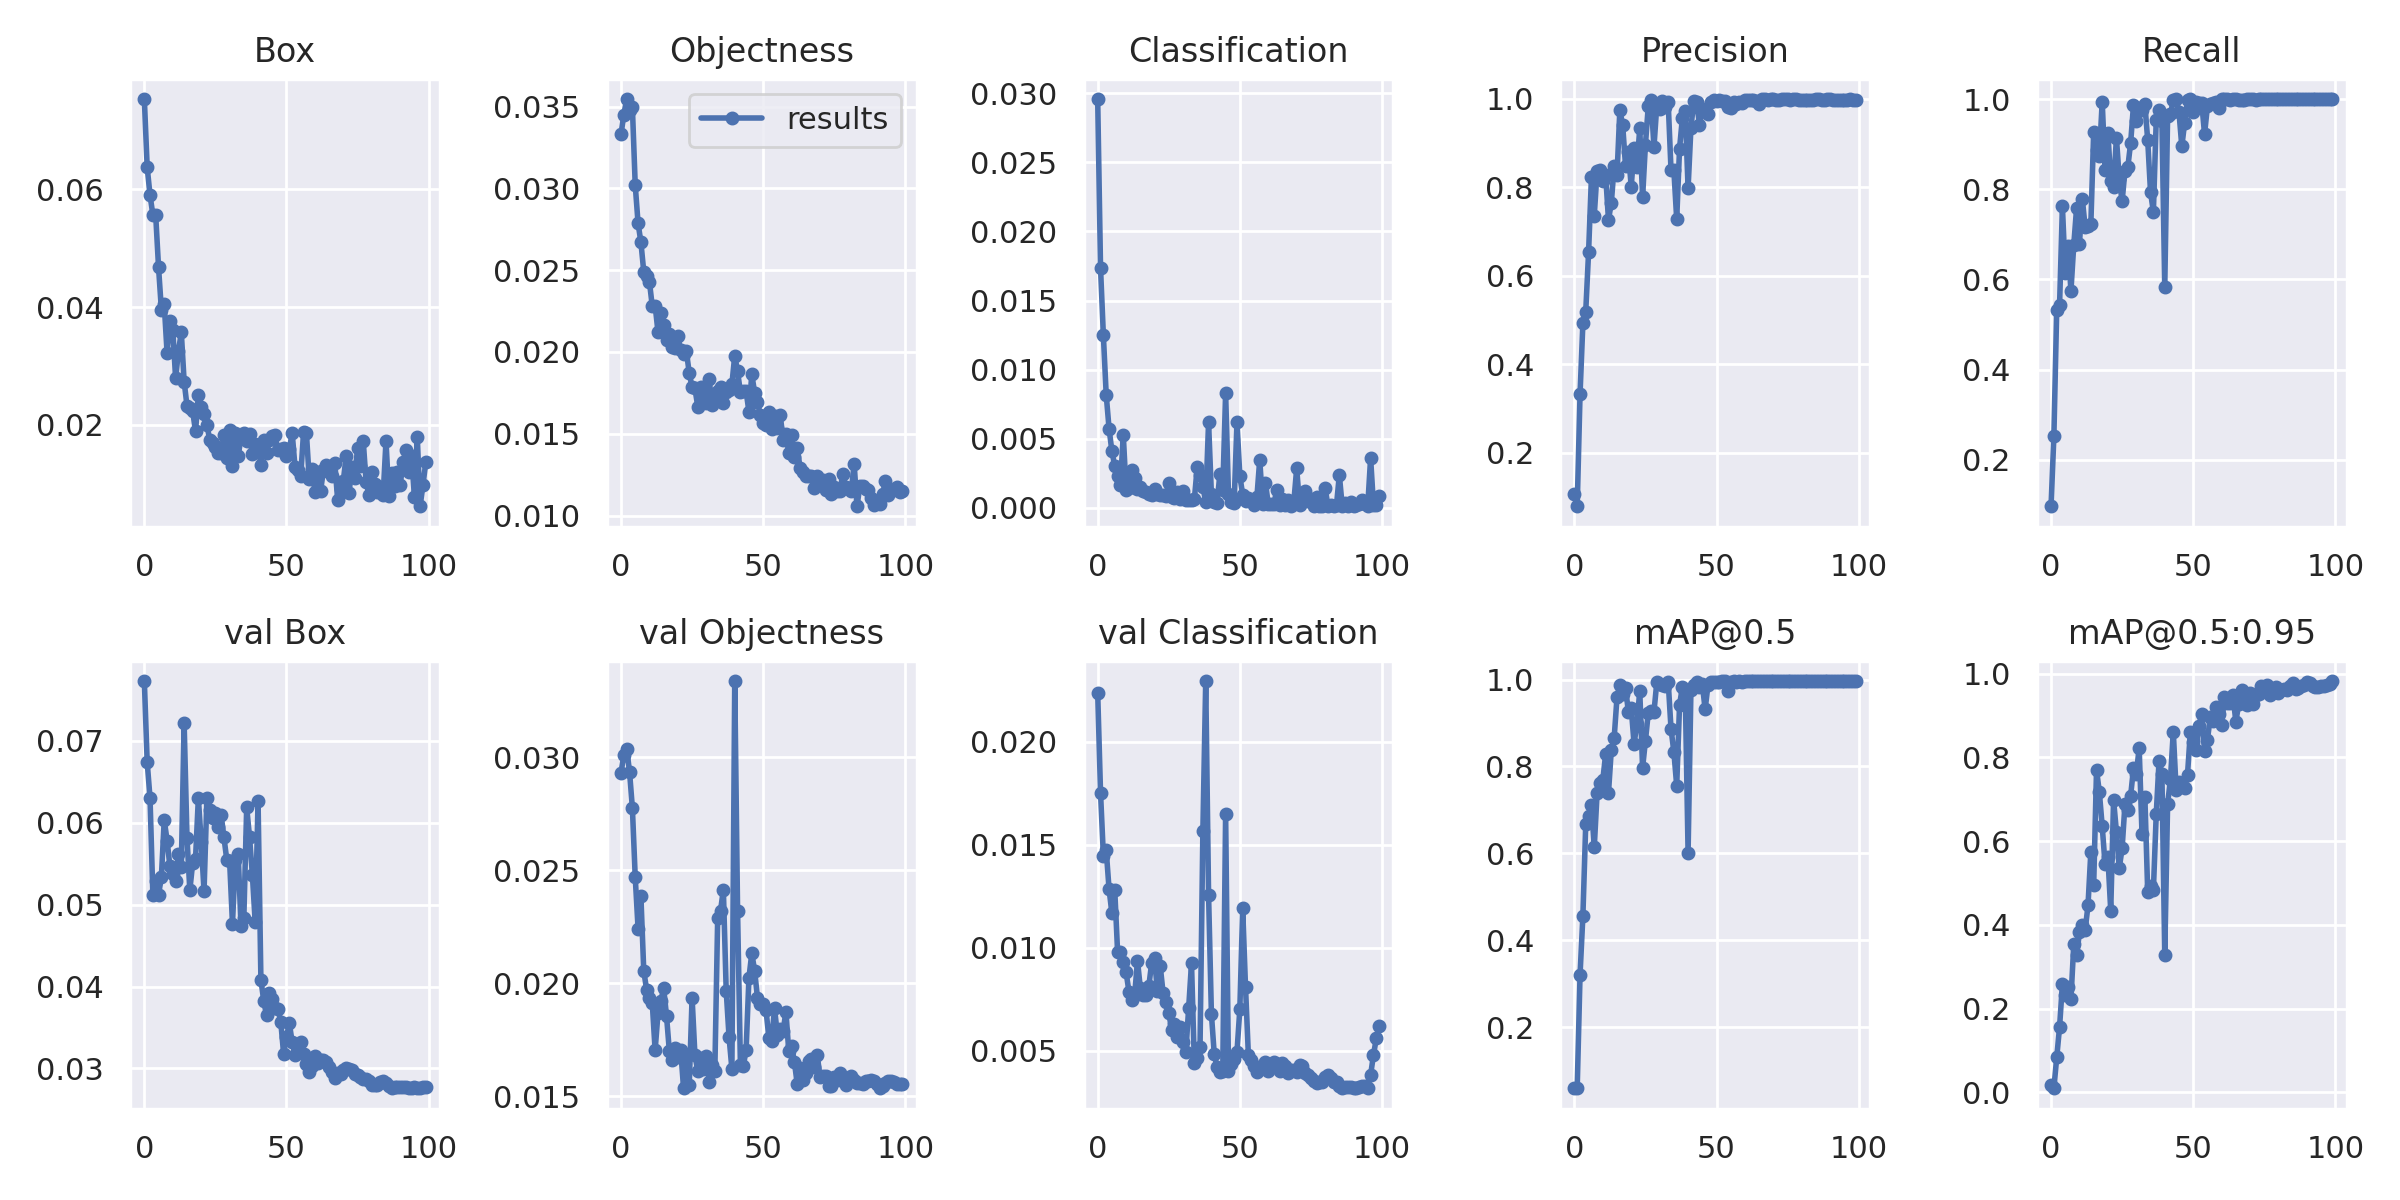 Box
0.06
0.04
0.02
0 50 100
Objectness
results
0.035
0.030
0.025
0.020
0.015
0.010
0 50 100
Classification
0.030
0.025
0.020
0.015
0.010
0.005
0.000
0 50 100
Precision
1.0
0.8
0.6
0.4
0.2
0 50 100
Recall
1.0
0.8
0.6
0.4
0.2
0 50 100
val Box
0.07
0.06
0.05
0.04
0.03
0 50 100
val Objectness
0.030
0.025
0.020
0.015
0 50 100
val Classification
0.020
0.015
0.010
0.005
0 50 100
mAP@0.5
1.0
0.8
0.6
0.4
0.2
0 50 100
mAP@0.5:0.95
1.0
0.8
0.6
0.4
0.2
0.0
0 50 100